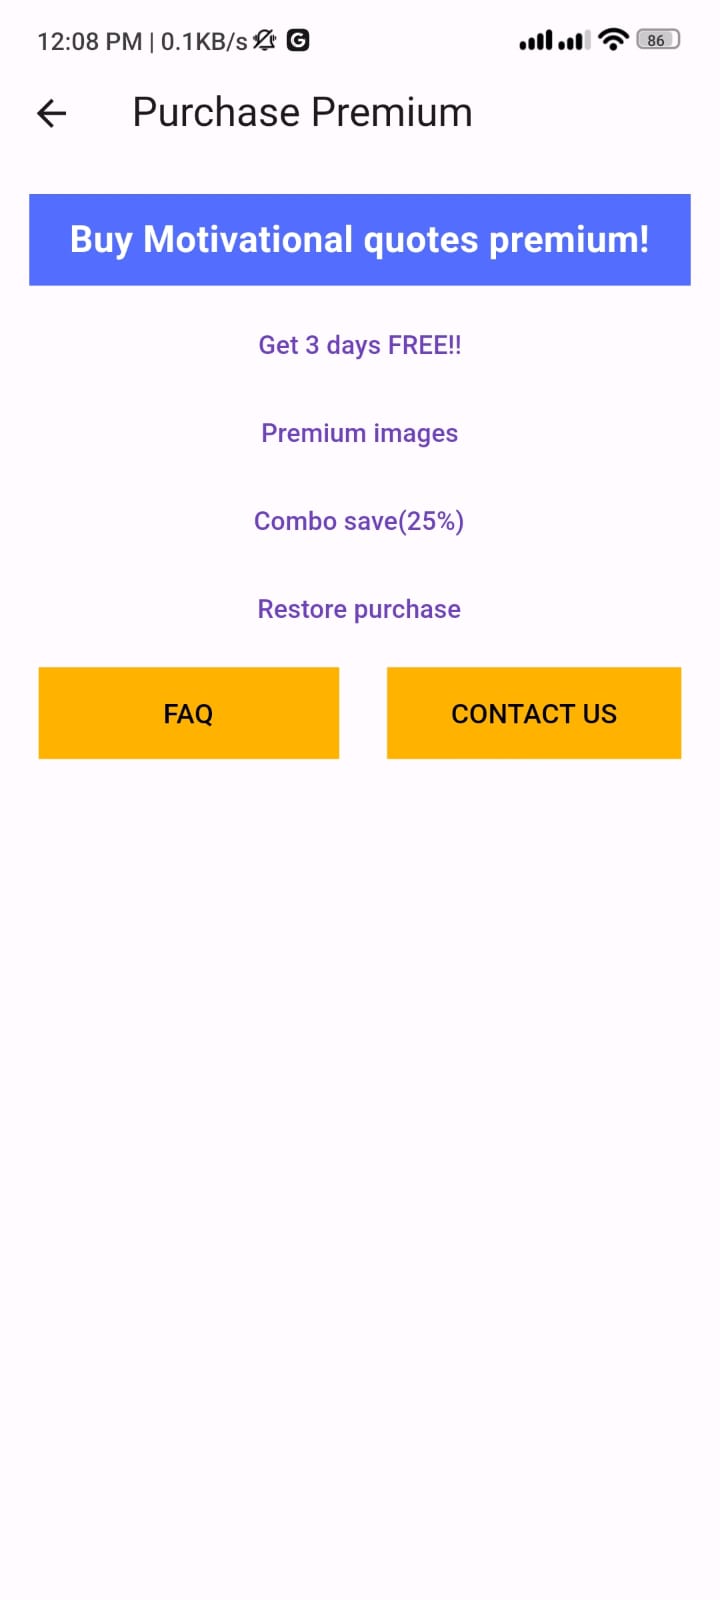 12:08 PM | 0.1KB/s G 86
Purchase Premium
Buy Motivational quotes premium!
Get 3 days FREE!!
Premium images
Combo save(25%)
Restore purchase
FAQ CONTACT US